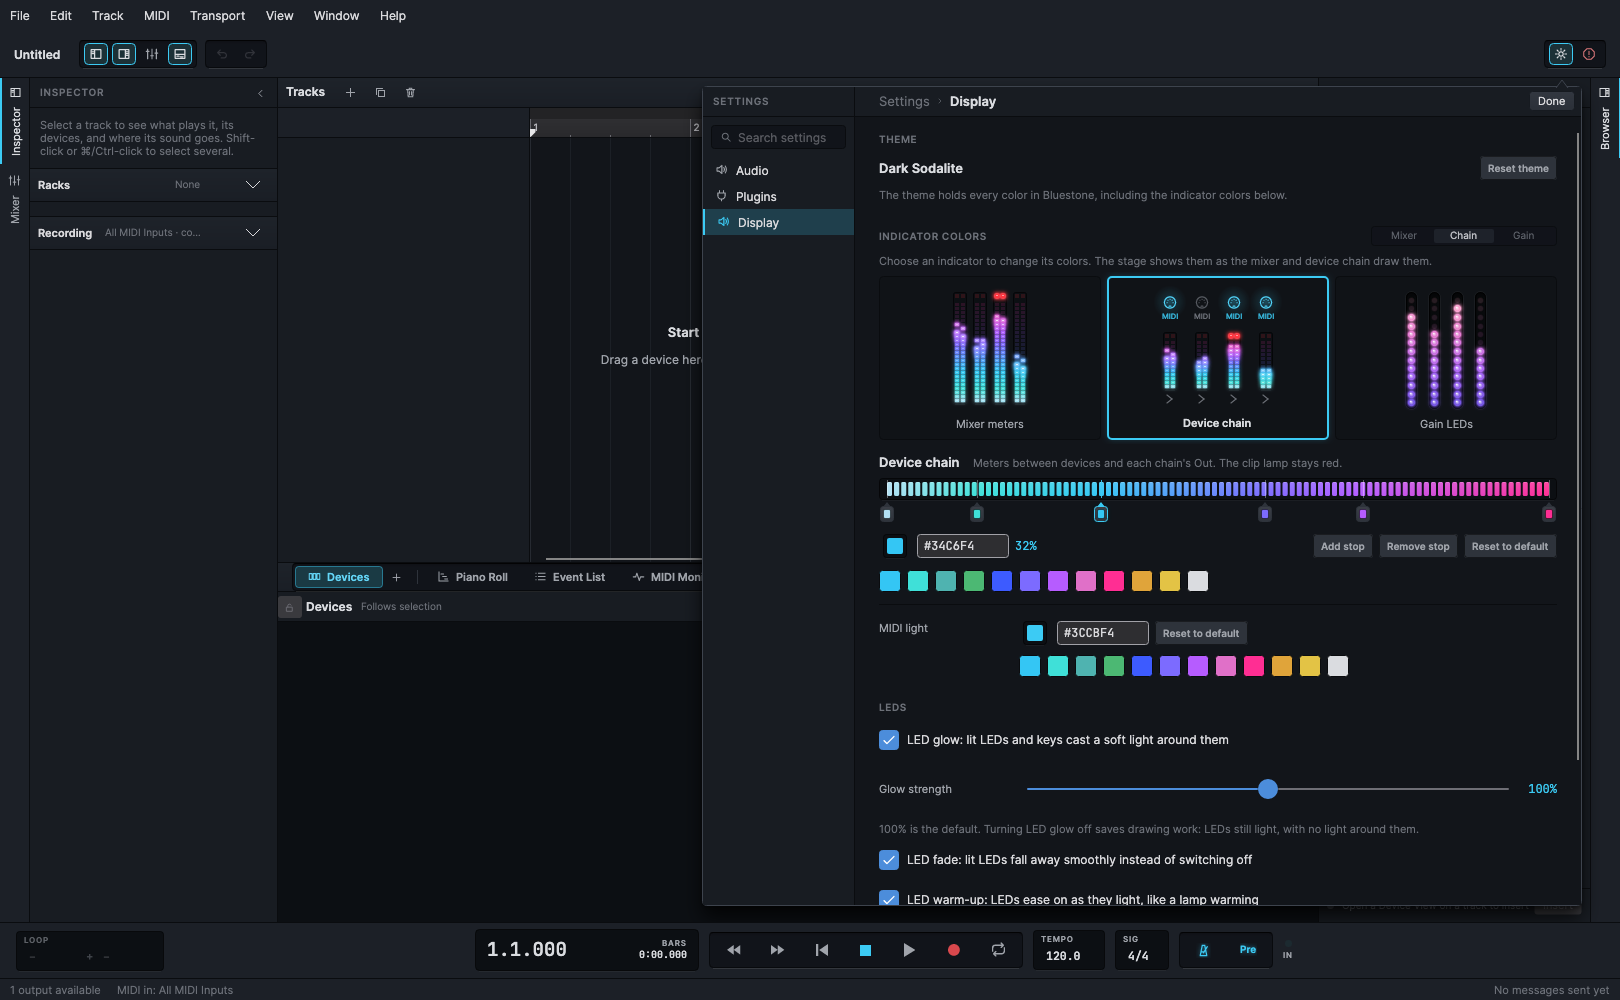 File Edit Track MIDI Transport View Window Help
Untitled
Inspector
Mixer
INSPECTOR
Select a track to see what plays it, its
devices, and where its sound goes. Shift-
click or ⌘/Ctrl-click to select several.
Racks None
Recording All MIDI Inputs · co...
Tracks
1 2
Start
Drag a device here
Devices Piano Roll Event List MIDI Moni
Devices Follows selection
SETTINGS
Search settings
Audio
Plugins
Display
Settings › Display Done
THEME
Dark Sodalite Reset theme
The theme holds every color in Bluestone, including the indicator colors below.
INDICATOR COLORS Mixer Chain Gain
Choose an indicator to change its colors. The stage shows them as the mixer and device chain draw them.
MIDI MIDI MIDI MIDI
Mixer meters Device chain Gain LEDs
Device chain Meters between devices and each chain's Out. The clip lamp stays red.
#34C6F4 32% Add stop Remove stop Reset to default
MIDI light #3CCBF4 Reset to default
LEDS
LED glow: lit LEDs and keys cast a soft light around them
Glow strength 100%
100% is the default. Turning LED glow off saves drawing work: LEDs still light, with no light around them.
LED fade: lit LEDs fall away smoothly instead of switching off
LED warm-up: LEDs ease on as they light, like a lamp warming
Browser
LOOP
– + –
1.1.000 BARS
0:00.000
TEMPO
120.0
SIG
4/4
Pre
IN
1 output available MIDI in: All MIDI Inputs No messages sent yet